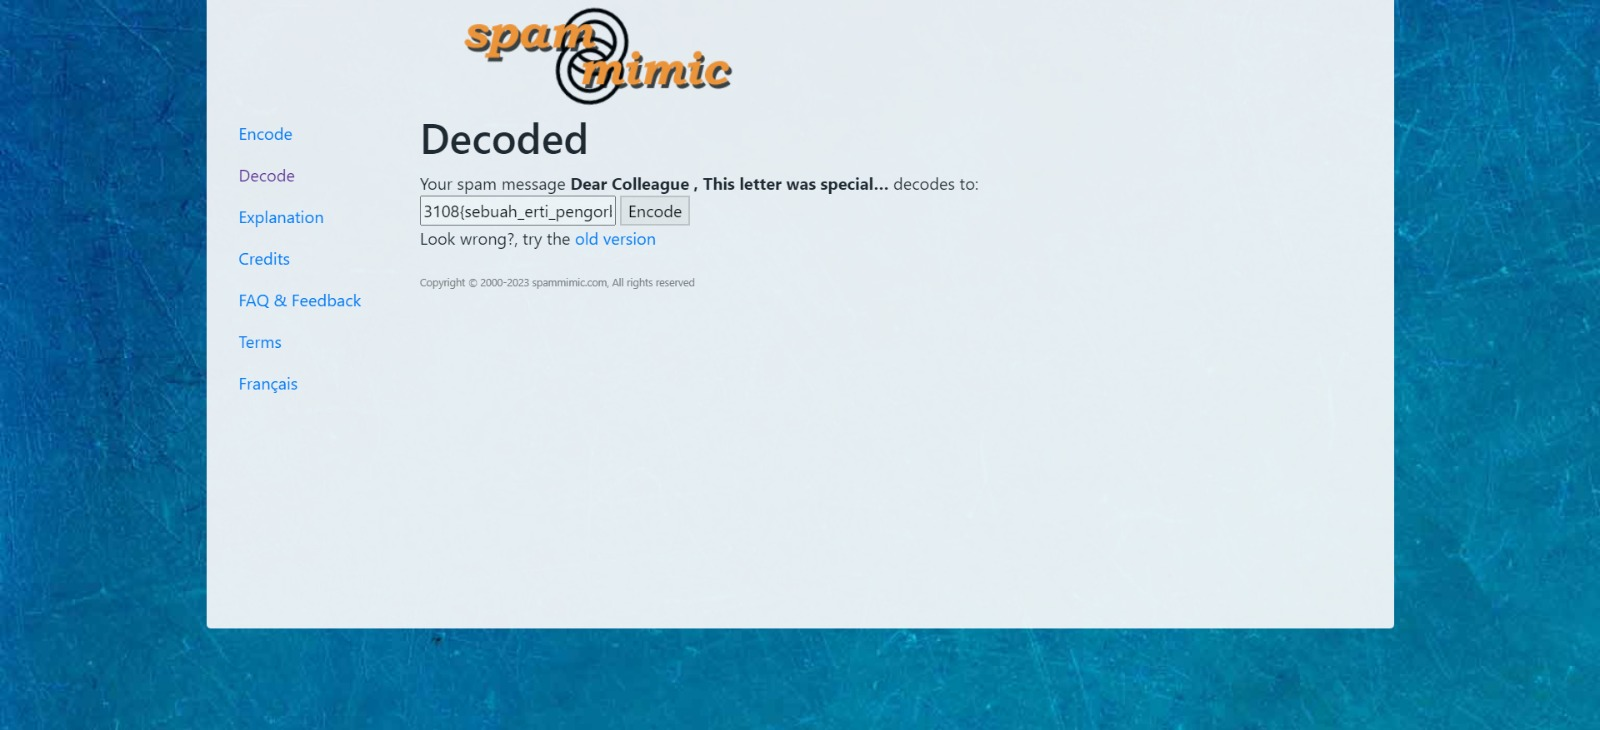 spam
mimic
Encode
Decode
Explanation
Credits
FAQ & Feedback
Terms
Français
Decoded
Your spam message Dear Colleague , This letter was special... decodes to:
3108{sebuah_erti_pengorl Encode
Look wrong?, try the old version
Copyright © 2000-2023 spammimic.com, All rights reserved